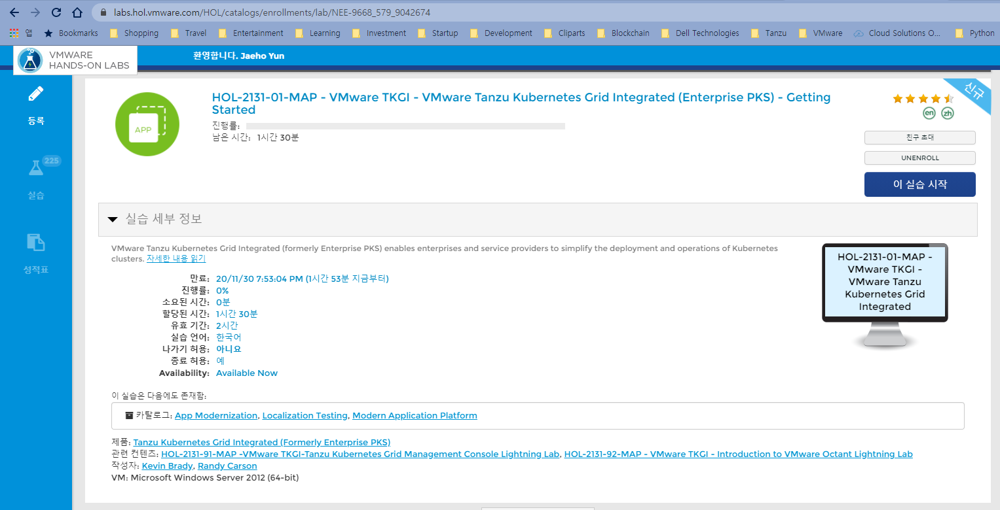 labs.hol.vmware.com/HOL/catalogs/enrollments/lab/NEE-9668_579_9042674
앱 Bookmarks Shopping Travel Entertainment Learning Investment Startup Development Cliparts Blockchain Dell Technologies Tanzu VMware Cloud Solutions O... Python
VMWARE
HANDS-ON LABS
환영합니다. Jaeho Yun
등록
225
실습
성적표
신규
HOL-2131-01-MAP - VMware TKGI - VMware Tanzu Kubernetes Grid Integrated (Enterprise PKS) - Getting
Started
APP
진행률:
남은 시간: 1시간 30분
en zh
친구 초대
UNENROLL
이 실습 시작
실습 세부 정보
VMware Tanzu Kubernetes Grid Integrated (formerly Enterprise PKS) enables enterprises and service providers to simplify the deployment and operations of Kubernetes
clusters. 자세한 내용 읽기
만료: 20/11/30 7:53:04 PM (1시간 53분 지금부터)
진행률: 0%
소요된 시간: 0분
할당된 시간: 1시간 30분
유효 기간: 2시간
실습 언어: 한국어
나가기 허용: 아니요
종료 허용: 예
Availability: Available Now
HOL-2131-01-MAP -
VMware TKGI -
VMware Tanzu
Kubernetes Grid
Integrated
이 실습은 다음에도 존재함:
카탈로그: App Modernization, Localization Testing, Modern Application Platform
제품: Tanzu Kubernetes Grid Integrated (Formerly Enterprise PKS)
관련 컨텐츠: HOL-2131-91-MAP -VMware TKGI-Tanzu Kubernetes Grid Management Console Lightning Lab, HOL-2131-92-MAP - VMware TKGI - Introduction to VMware Octant Lightning Lab
작성자: Kevin Brady, Randy Carson
VM: Microsoft Windows Server 2012 (64-bit)